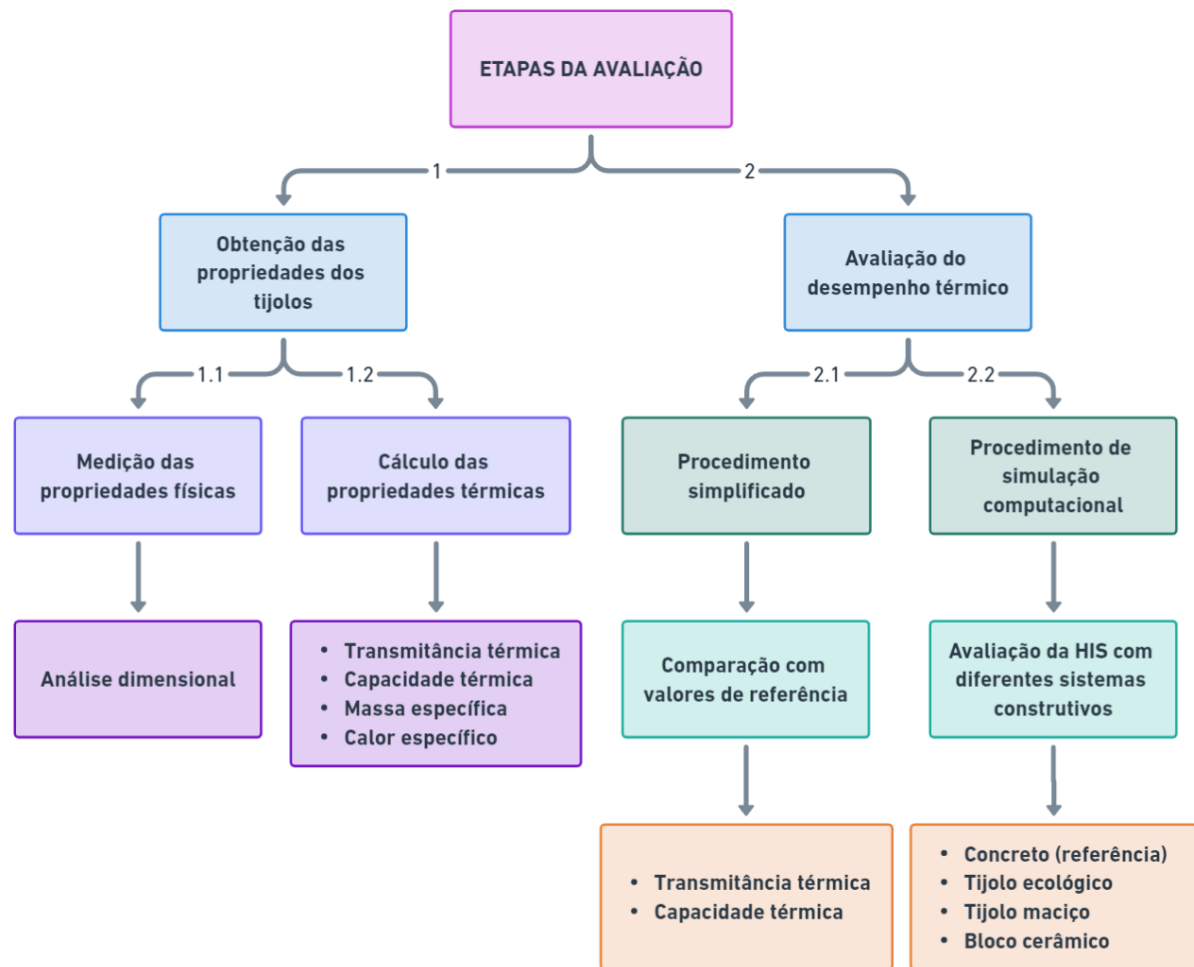 ETAPAS DA AVALIAÇÃO
1
2
Obtenção das
propriedades dos
tijolos
Avaliação do
desempenho térmico
1.1
1.2
2.1
2.2
Medição das
propriedades físicas
Cálculo das
propriedades térmicas
Procedimento
simplificado
Procedimento de
simulação
computacional
Análise dimensional
• Transmitância térmica
• Capacidade térmica
• Massa específica
• Calor específico
Comparação com
valores de referência
Avaliação da HIS com
diferentes sistemas
construtivos
• Transmitância térmica
• Capacidade térmica
• Concreto (referência)
• Tijolo ecológico
• Tijolo maciço
• Bloco cerâmico